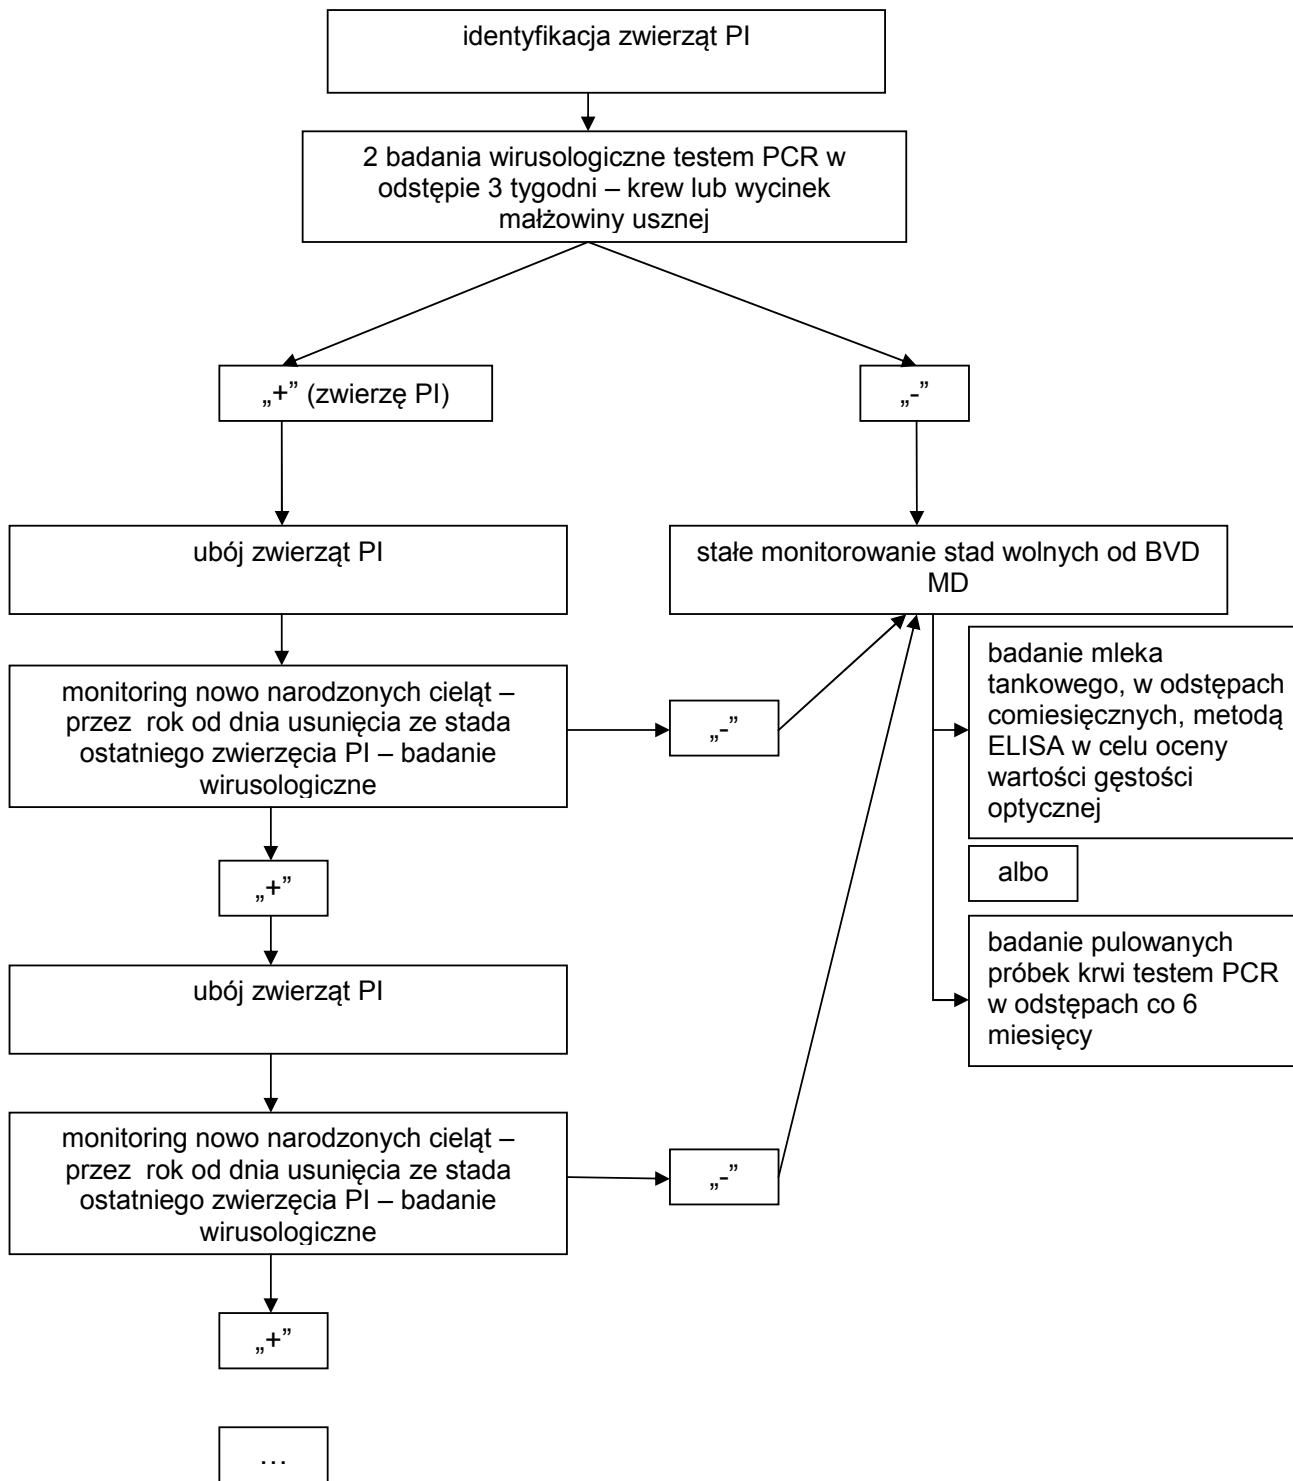 identyfikacja zwierząt PI
2 badania wirusologiczne testem PCR w
odstępie 3 tygodni – krew lub wycinek
małżowiny usznej
„+” (zwierzę PI)
„-”
ubój zwierząt PI
stałe monitorowanie stad wolnych od BVD
MD
monitoring nowo narodzonych cieląt –
przez  rok od dnia usunięcia ze stada
ostatniego zwierzęcia PI – badanie
wirusologiczne
„-”
badanie mleka
tankowego, w odstępach
comiesięcznych, metodą
ELISA w celu oceny
wartości gęstości
optycznej
albo
badanie pulowanych
próbek krwi testem PCR
w odstępach co 6
miesięcy
„+”
ubój zwierząt PI
monitoring nowo narodzonych cieląt –
przez  rok od dnia usunięcia ze stada
ostatniego zwierzęcia PI – badanie
wirusologiczne
„-”
„+”
…